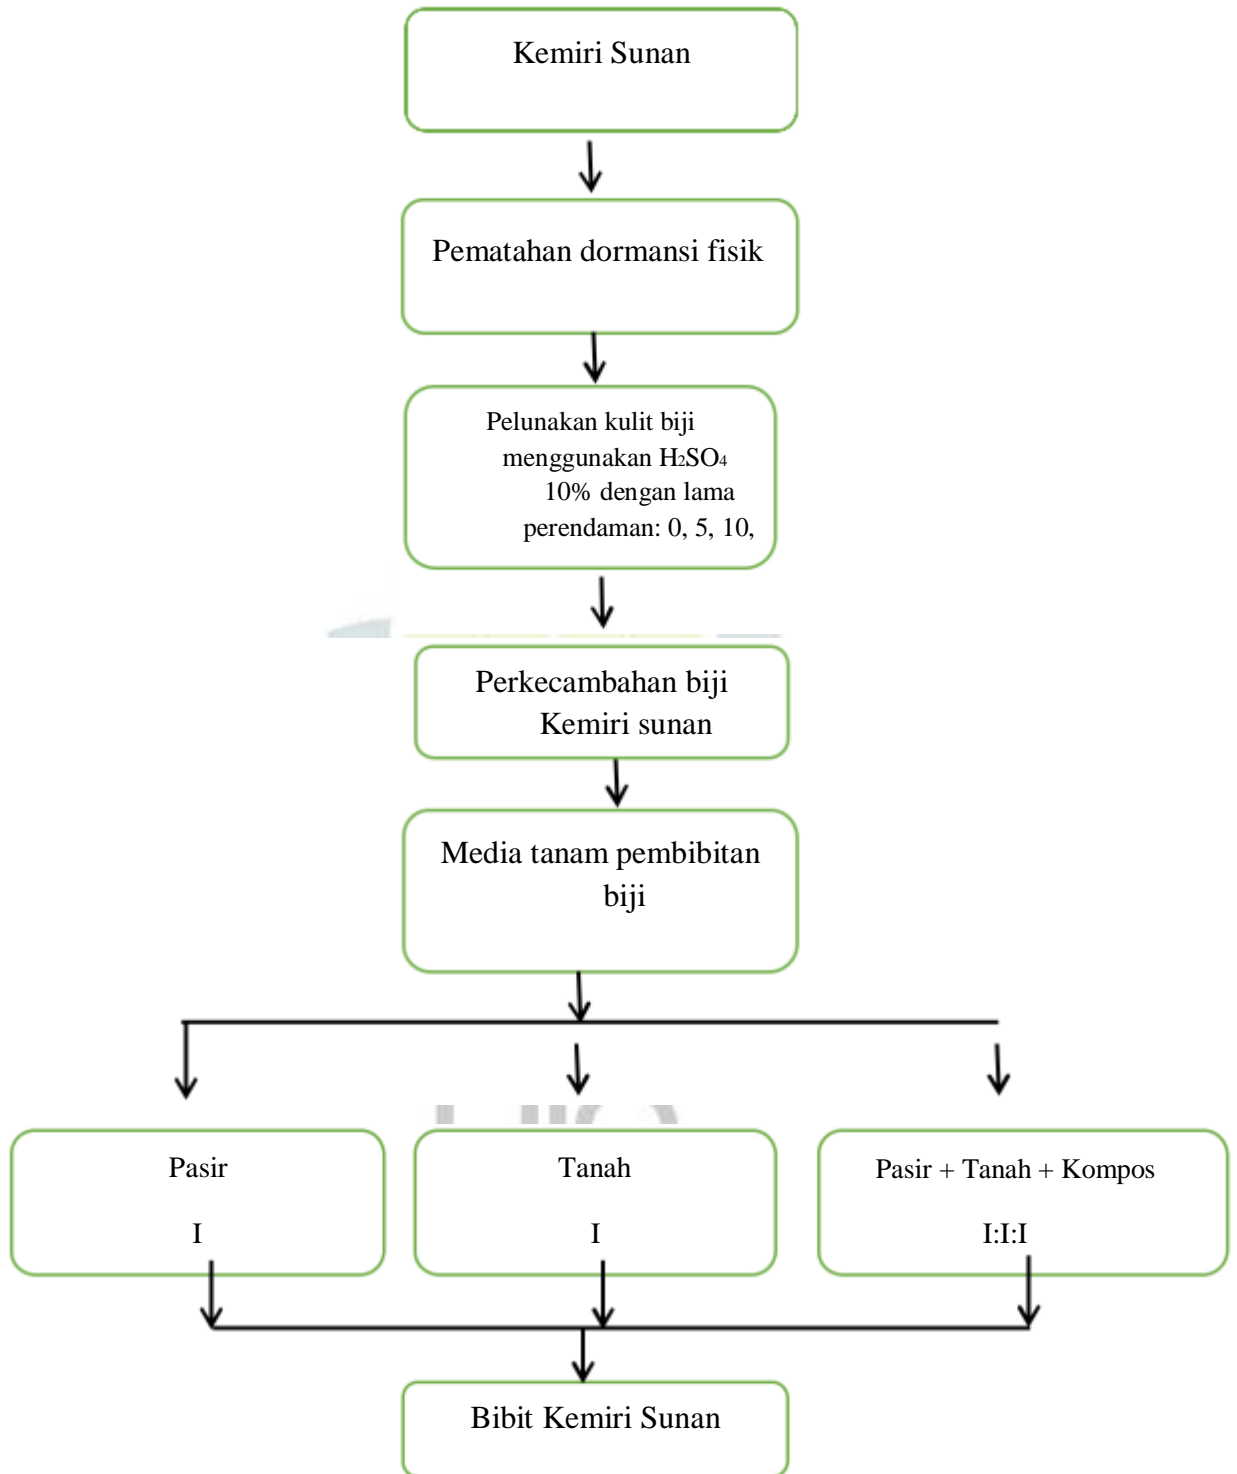 Kemiri Sunan
Pematahan dormansi fisik
Pelunakan kulit biji
menggunakan H₂SO₄
10% dengan lama
perendaman: 0, 5, 10,
Perkecambahan biji
Kemiri sunan
Media tanam pembibitan
biji
Pasir
I
Tanah
I
Pasir + Tanah + Kompos
I:I:I
Bibit Kemiri Sunan